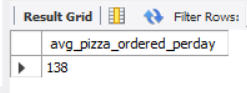 Result Grid Filter Rows:
avg_pizza_ordered_perday
138